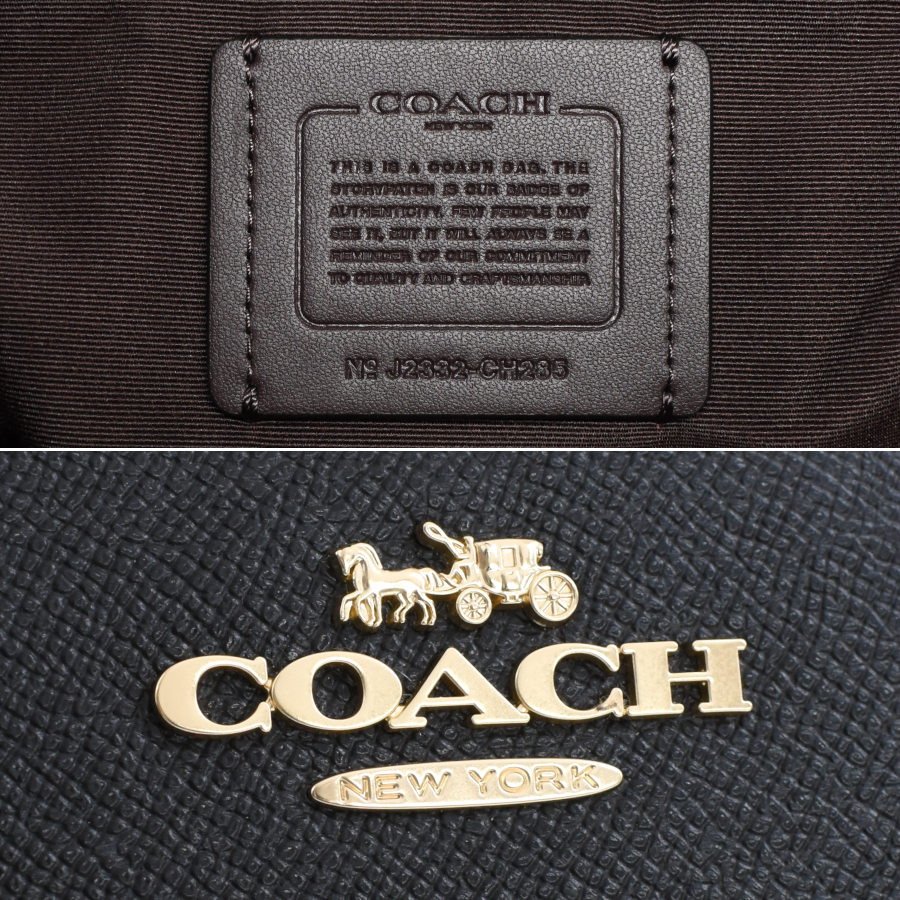 COACH
NEW YORK
THIS IS A COACH BAG. THE
STORYPATCH IS OUR BADGE OF
AUTHENTICITY. FEW PEOPLE MAY
SEE IT, BUT IT WILL ALWAYS BE A
REMINDER OF OUR COMMITMENT
TO QUALITY AND CRAFTSMANSHIP.
Nº J2332-CH285
COACH
NEW YORK